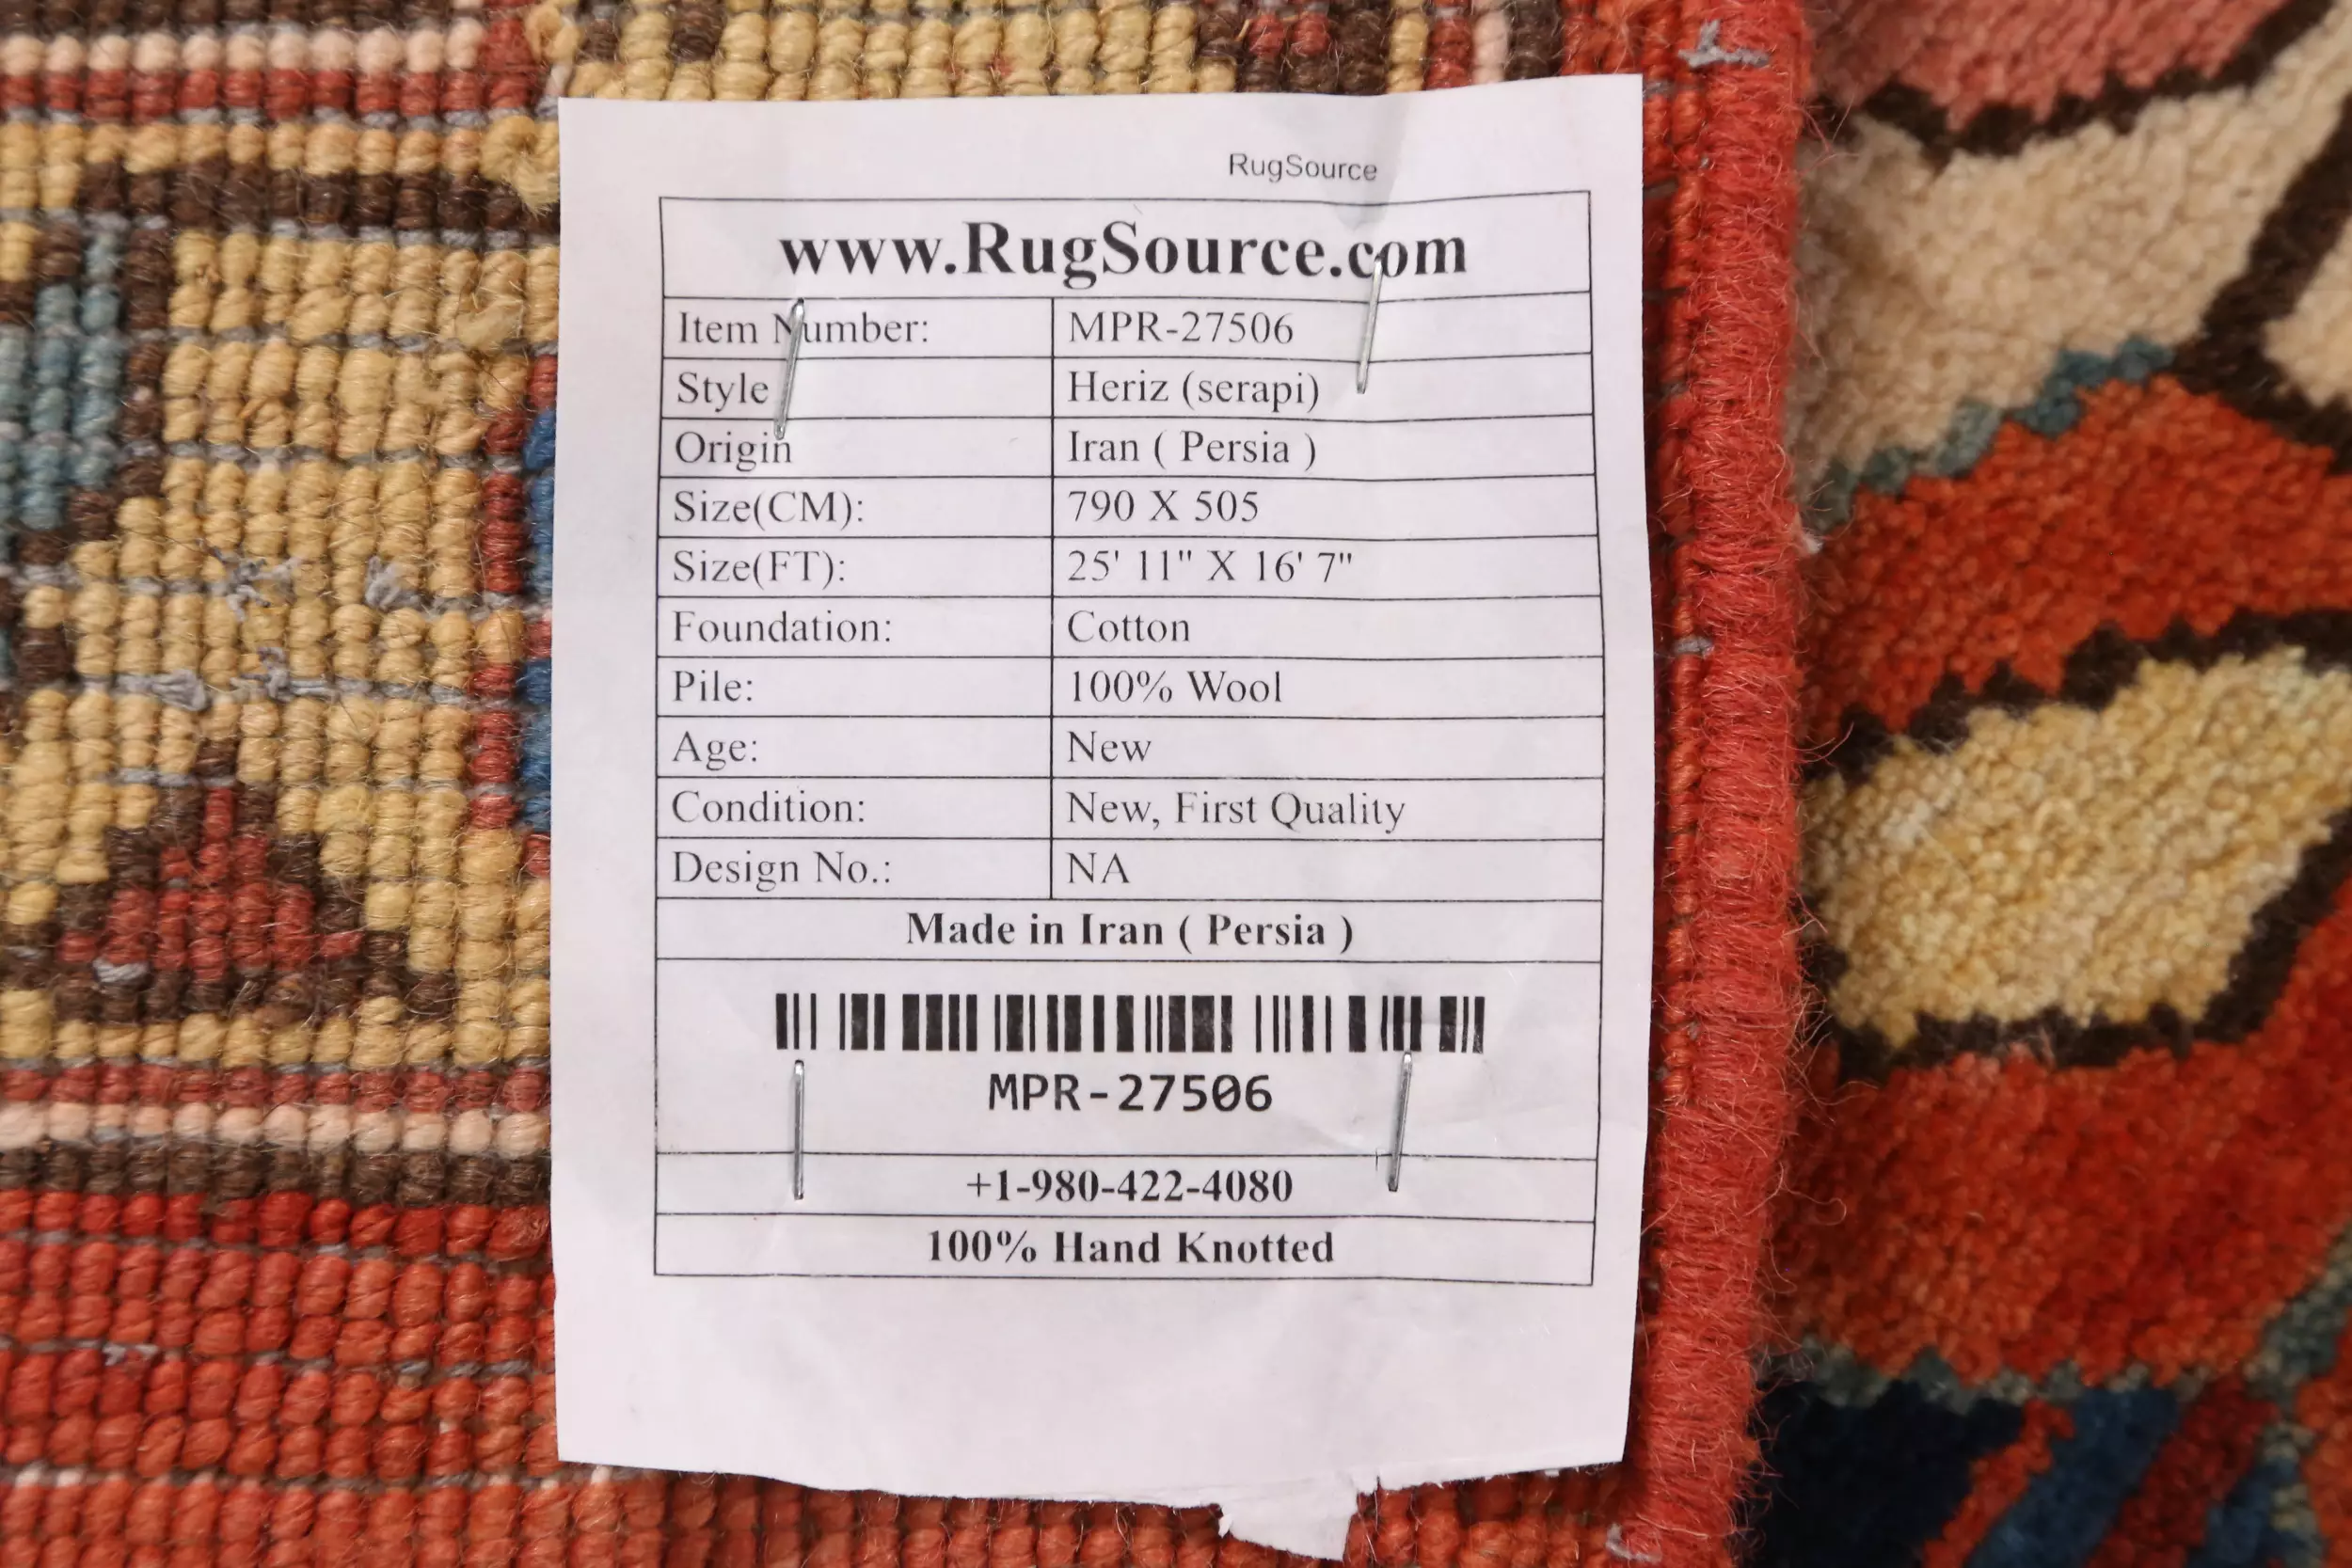 RugSource
www.RugSource.com
Item Number: MPR-27506
Style Heriz (serapi)
Origin Iran ( Persia )
Size(CM): 790 X 505
Size(FT): 25' 11" X 16' 7"
Foundation: Cotton
Pile: 100% Wool
Age: New
Condition: New, First Quality
Design No.: NA
Made in Iran ( Persia )
MPR-27506
+1-980-422-4080
100% Hand Knotted